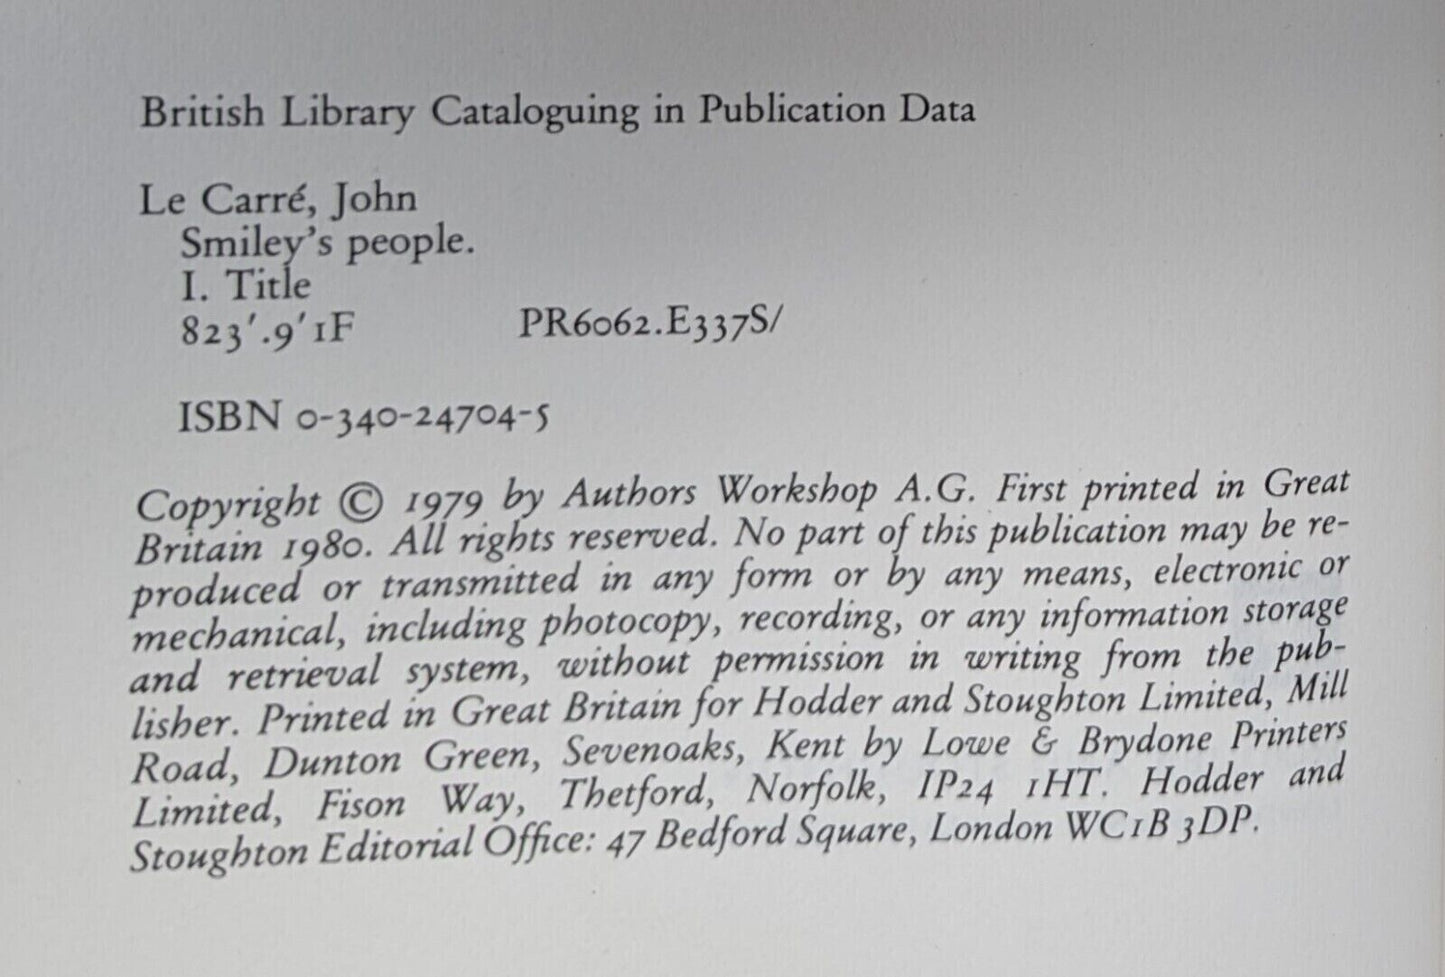 British Library Cataloguing in Publication Data
Le Carré, John
Smiley's people.
I. Title
823'.9'1F PR6062.E337S/
ISBN 0-340-24704-5
Copyright © 1979 by Authors Workshop A.G. First printed in Great
Britain 1980. All rights reserved. No part of this publication may be re-
produced or transmitted in any form or by any means, electronic or
mechanical, including photocopy, recording, or any information storage
and retrieval system, without permission in writing from the pub-
lisher. Printed in Great Britain for Hodder and Stoughton Limited, Mill
Road, Dunton Green, Sevenoaks, Kent by Lowe & Brydone Printers
Limited, Fison Way, Thetford, Norfolk, IP24 1HT. Hodder and
Stoughton Editorial Office: 47 Bedford Square, London WC1B 3DP.